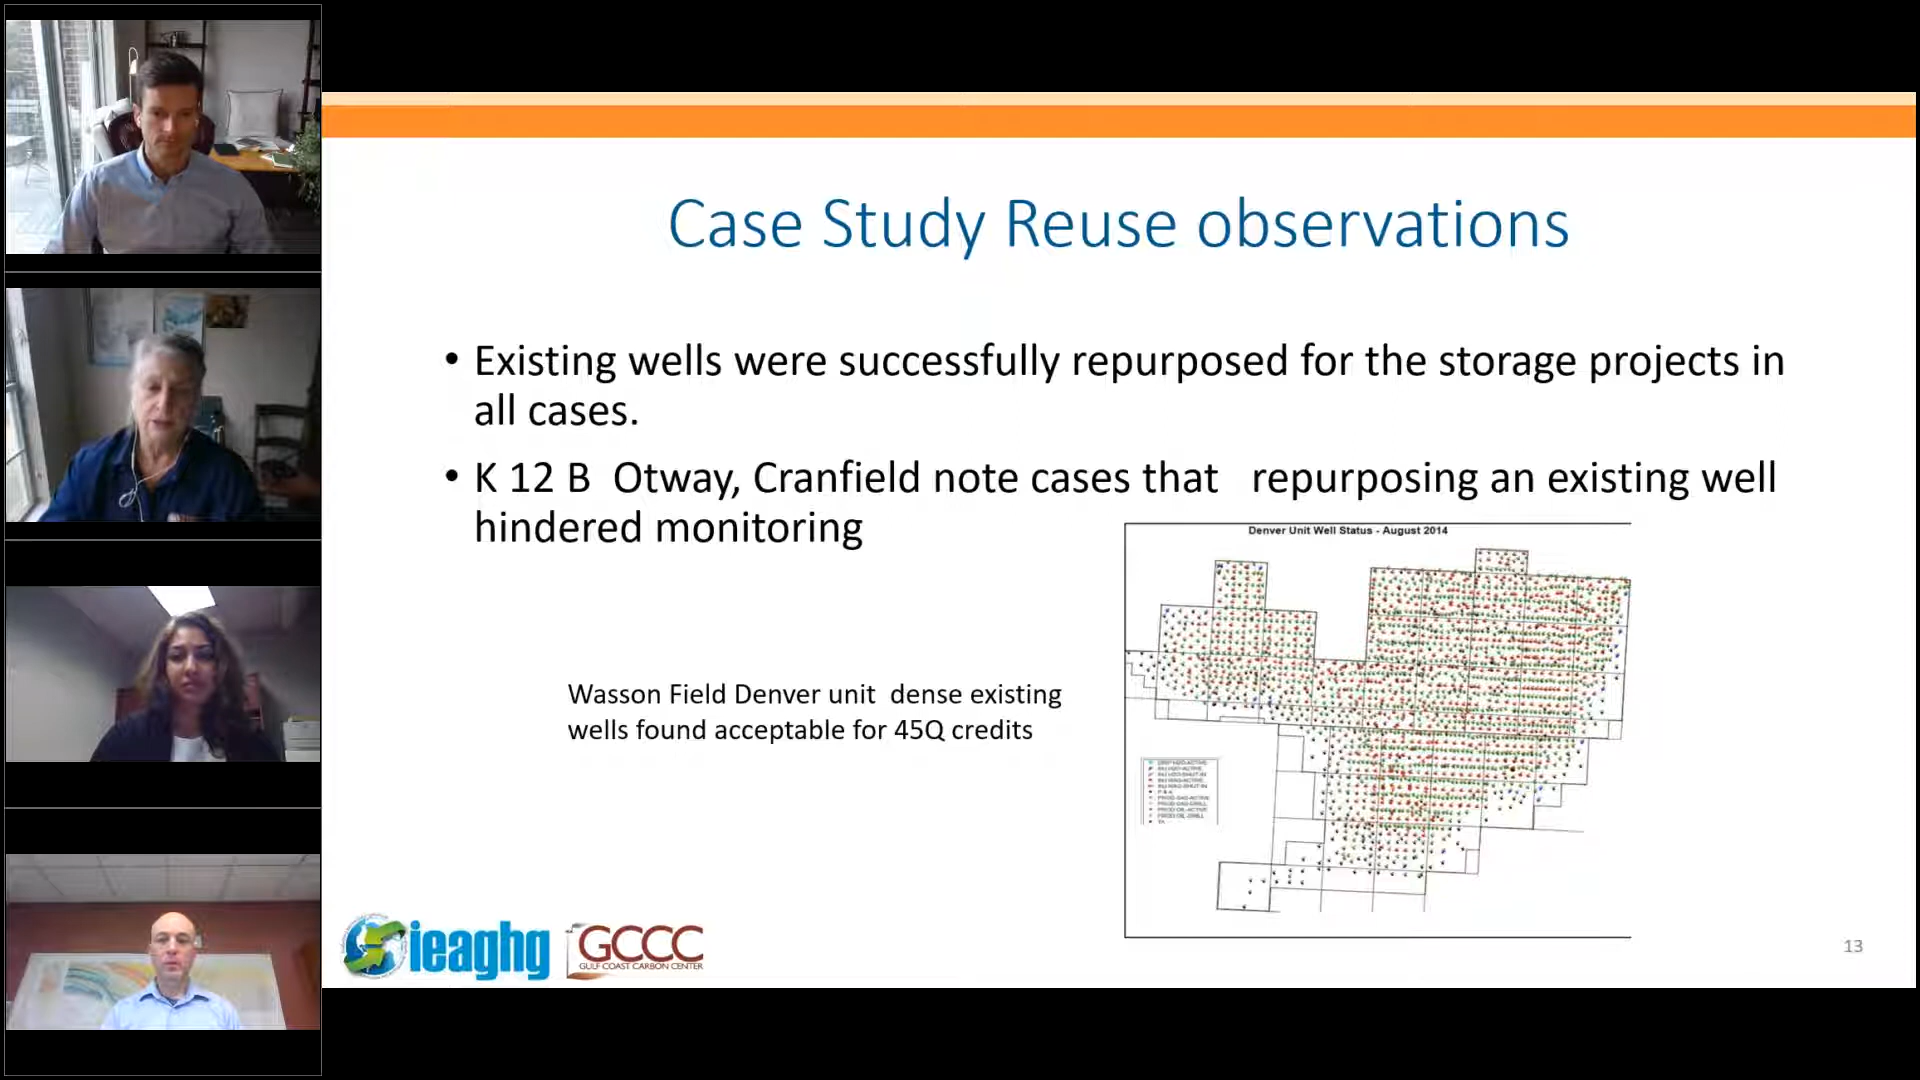 Case Study Reuse observations
• Existing wells were successfully repurposed for the storage projects in
all cases.
• K 12 B Otway, Cranfield note cases that repurposing an existing well
hindered monitoring
Denver Unit Well Status - August 2014
Wasson Field Denver unit dense existing
wells found acceptable for 45Q credits
ieaghg
GCCC
GULF COAST CARBON CENTER
13